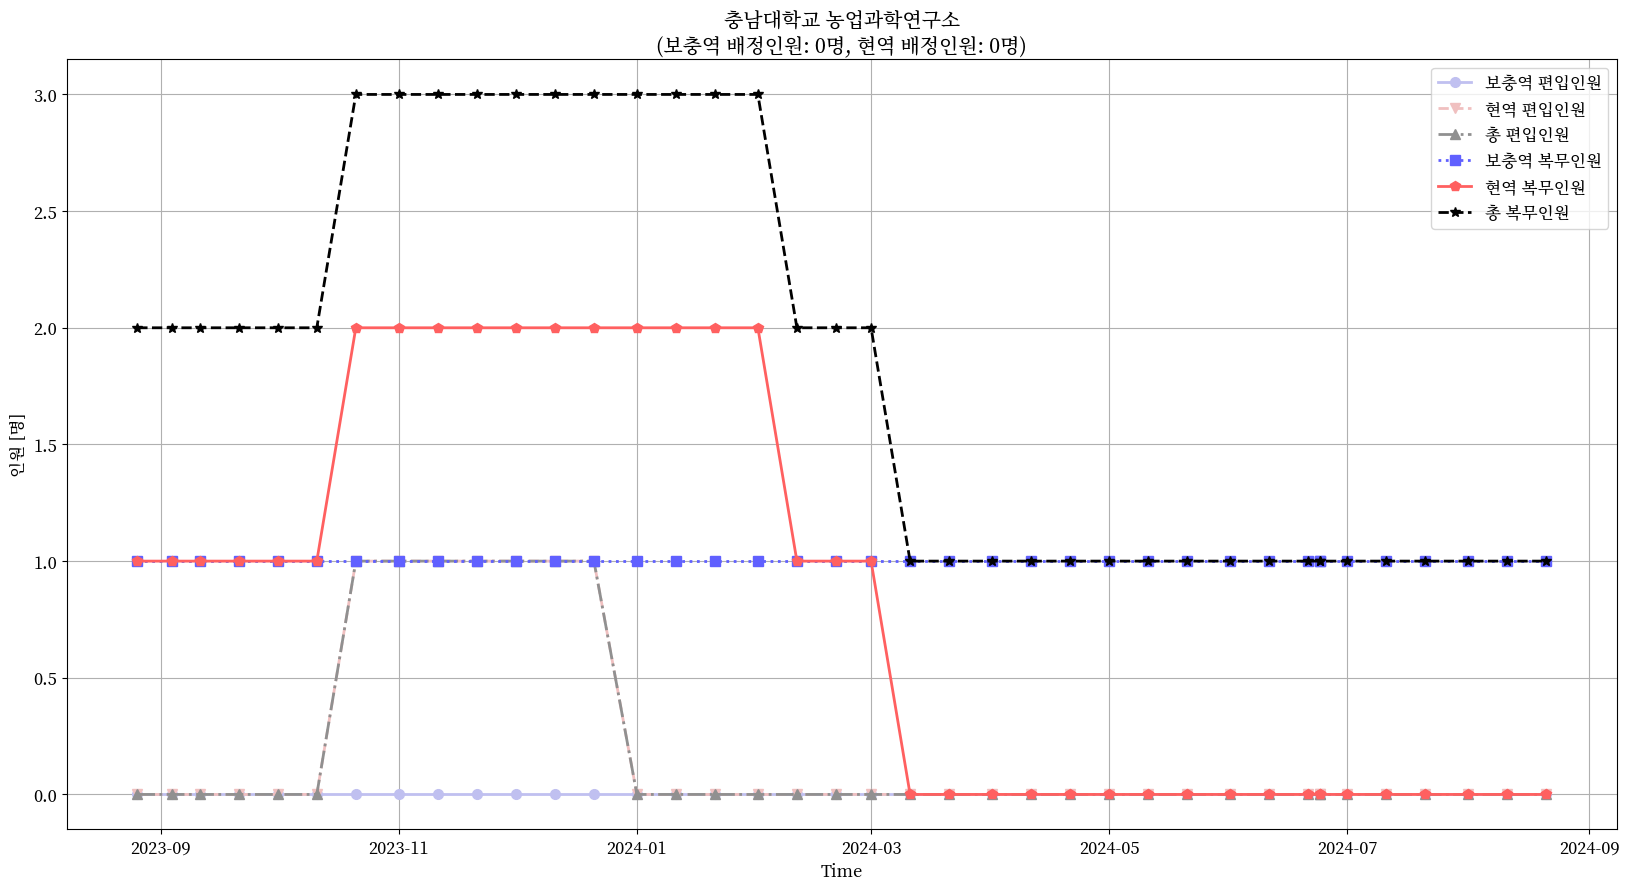 충남대학교 농업과학연구소
(보충역 배정인원: 0명, 현역 배정인원: 0명)
보충역 편입인원
현역 편입인원
총 편입인원
보충역 복무인원
현역 복무인원
총 복무인원
인원 [명]
3.0
2.5
2.0
1.5
1.0
0.5
0.0
2023-09
2023-11
2024-01
2024-03
2024-05
2024-07
2024-09
Time